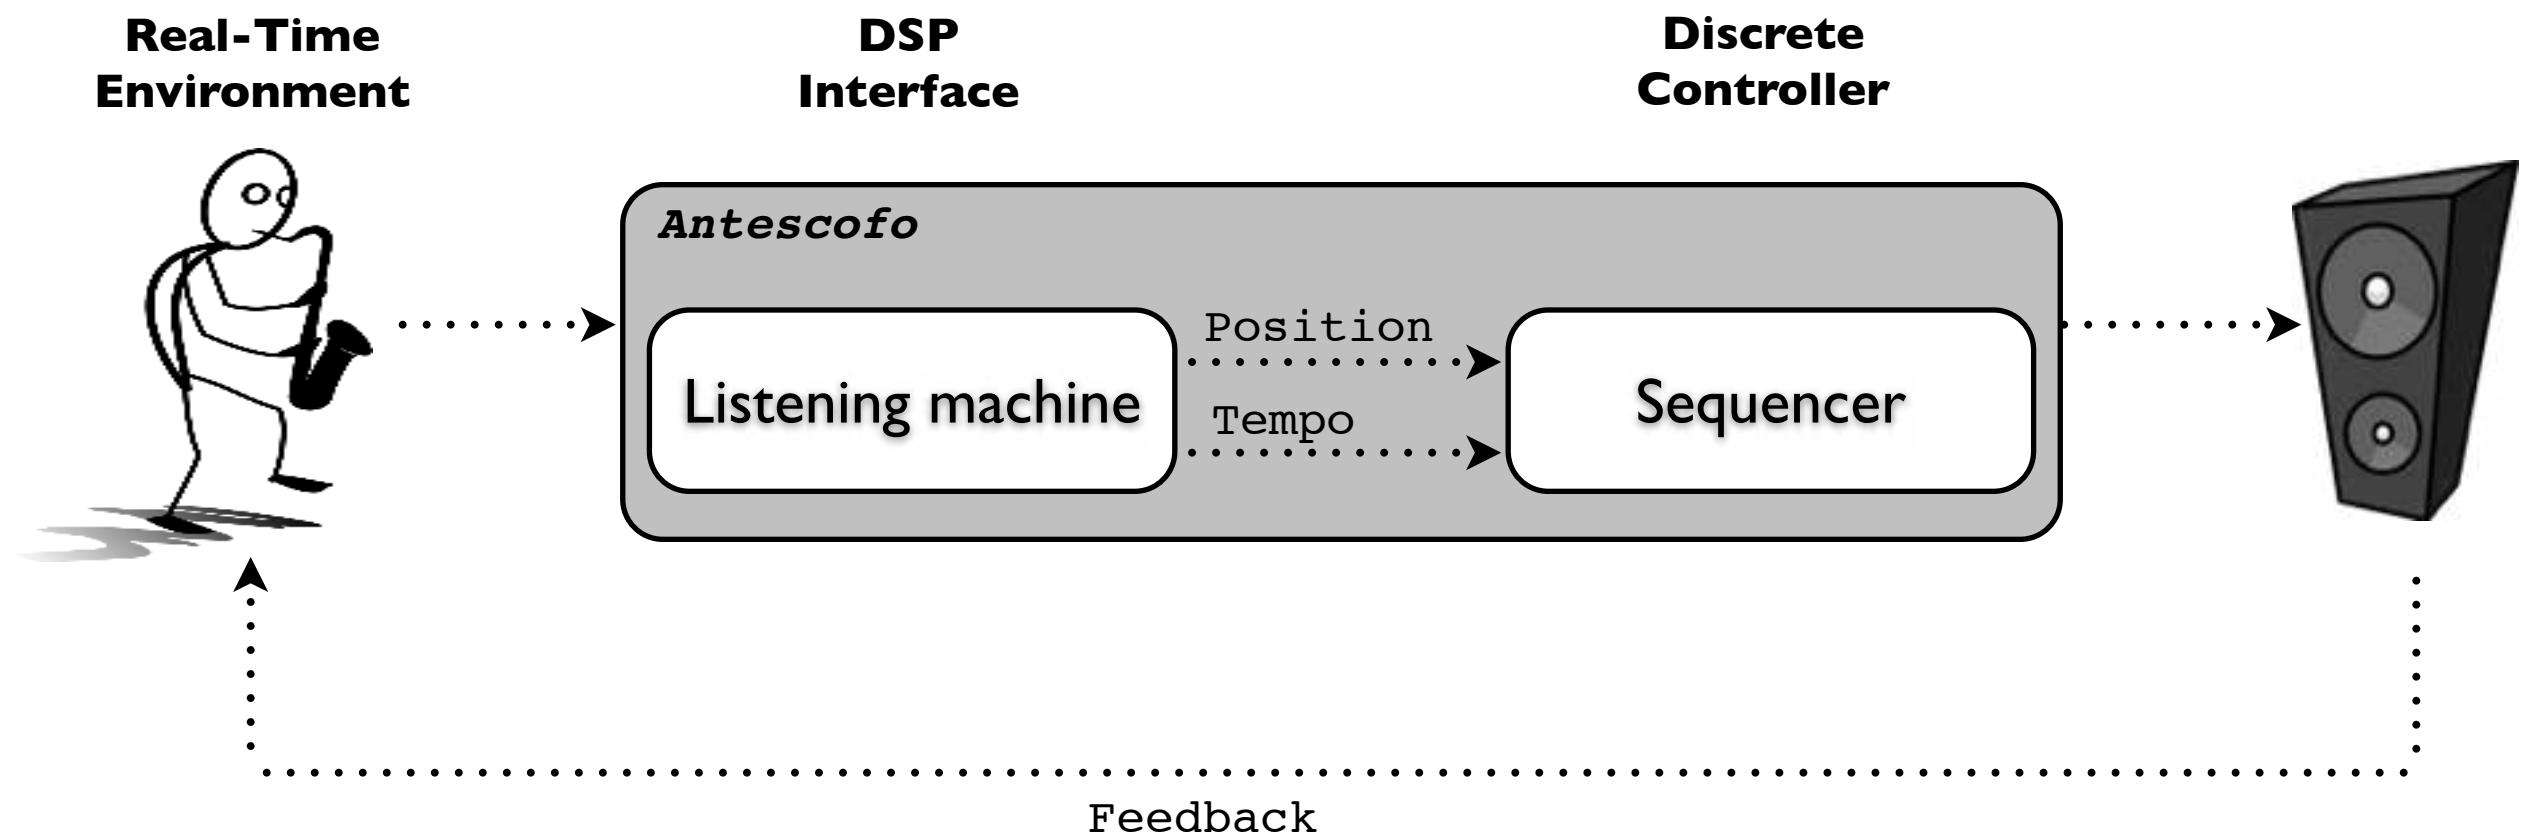 Real-Time
Environment
DSP
Interface
Discrete
Controller
Antescofo
Listening machine
Position
Tempo
Sequencer
Feedback